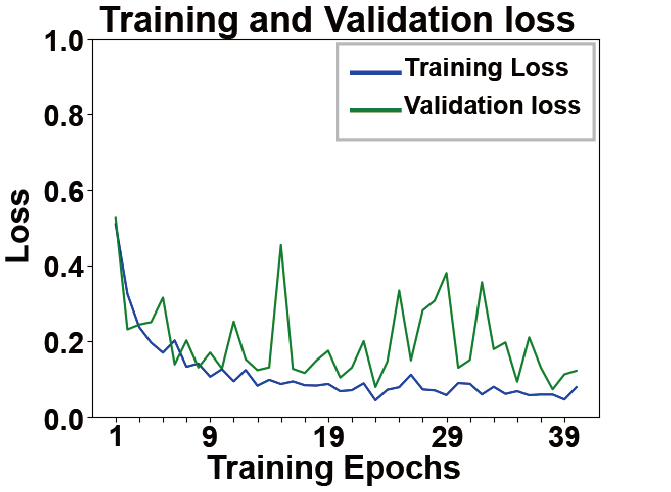 Training and Validation loss
1.0
Training Loss
Validation loss
0.8
0.6
0.4
0.2
0.0
Loss
1 9 19 29 39
Training Epochs